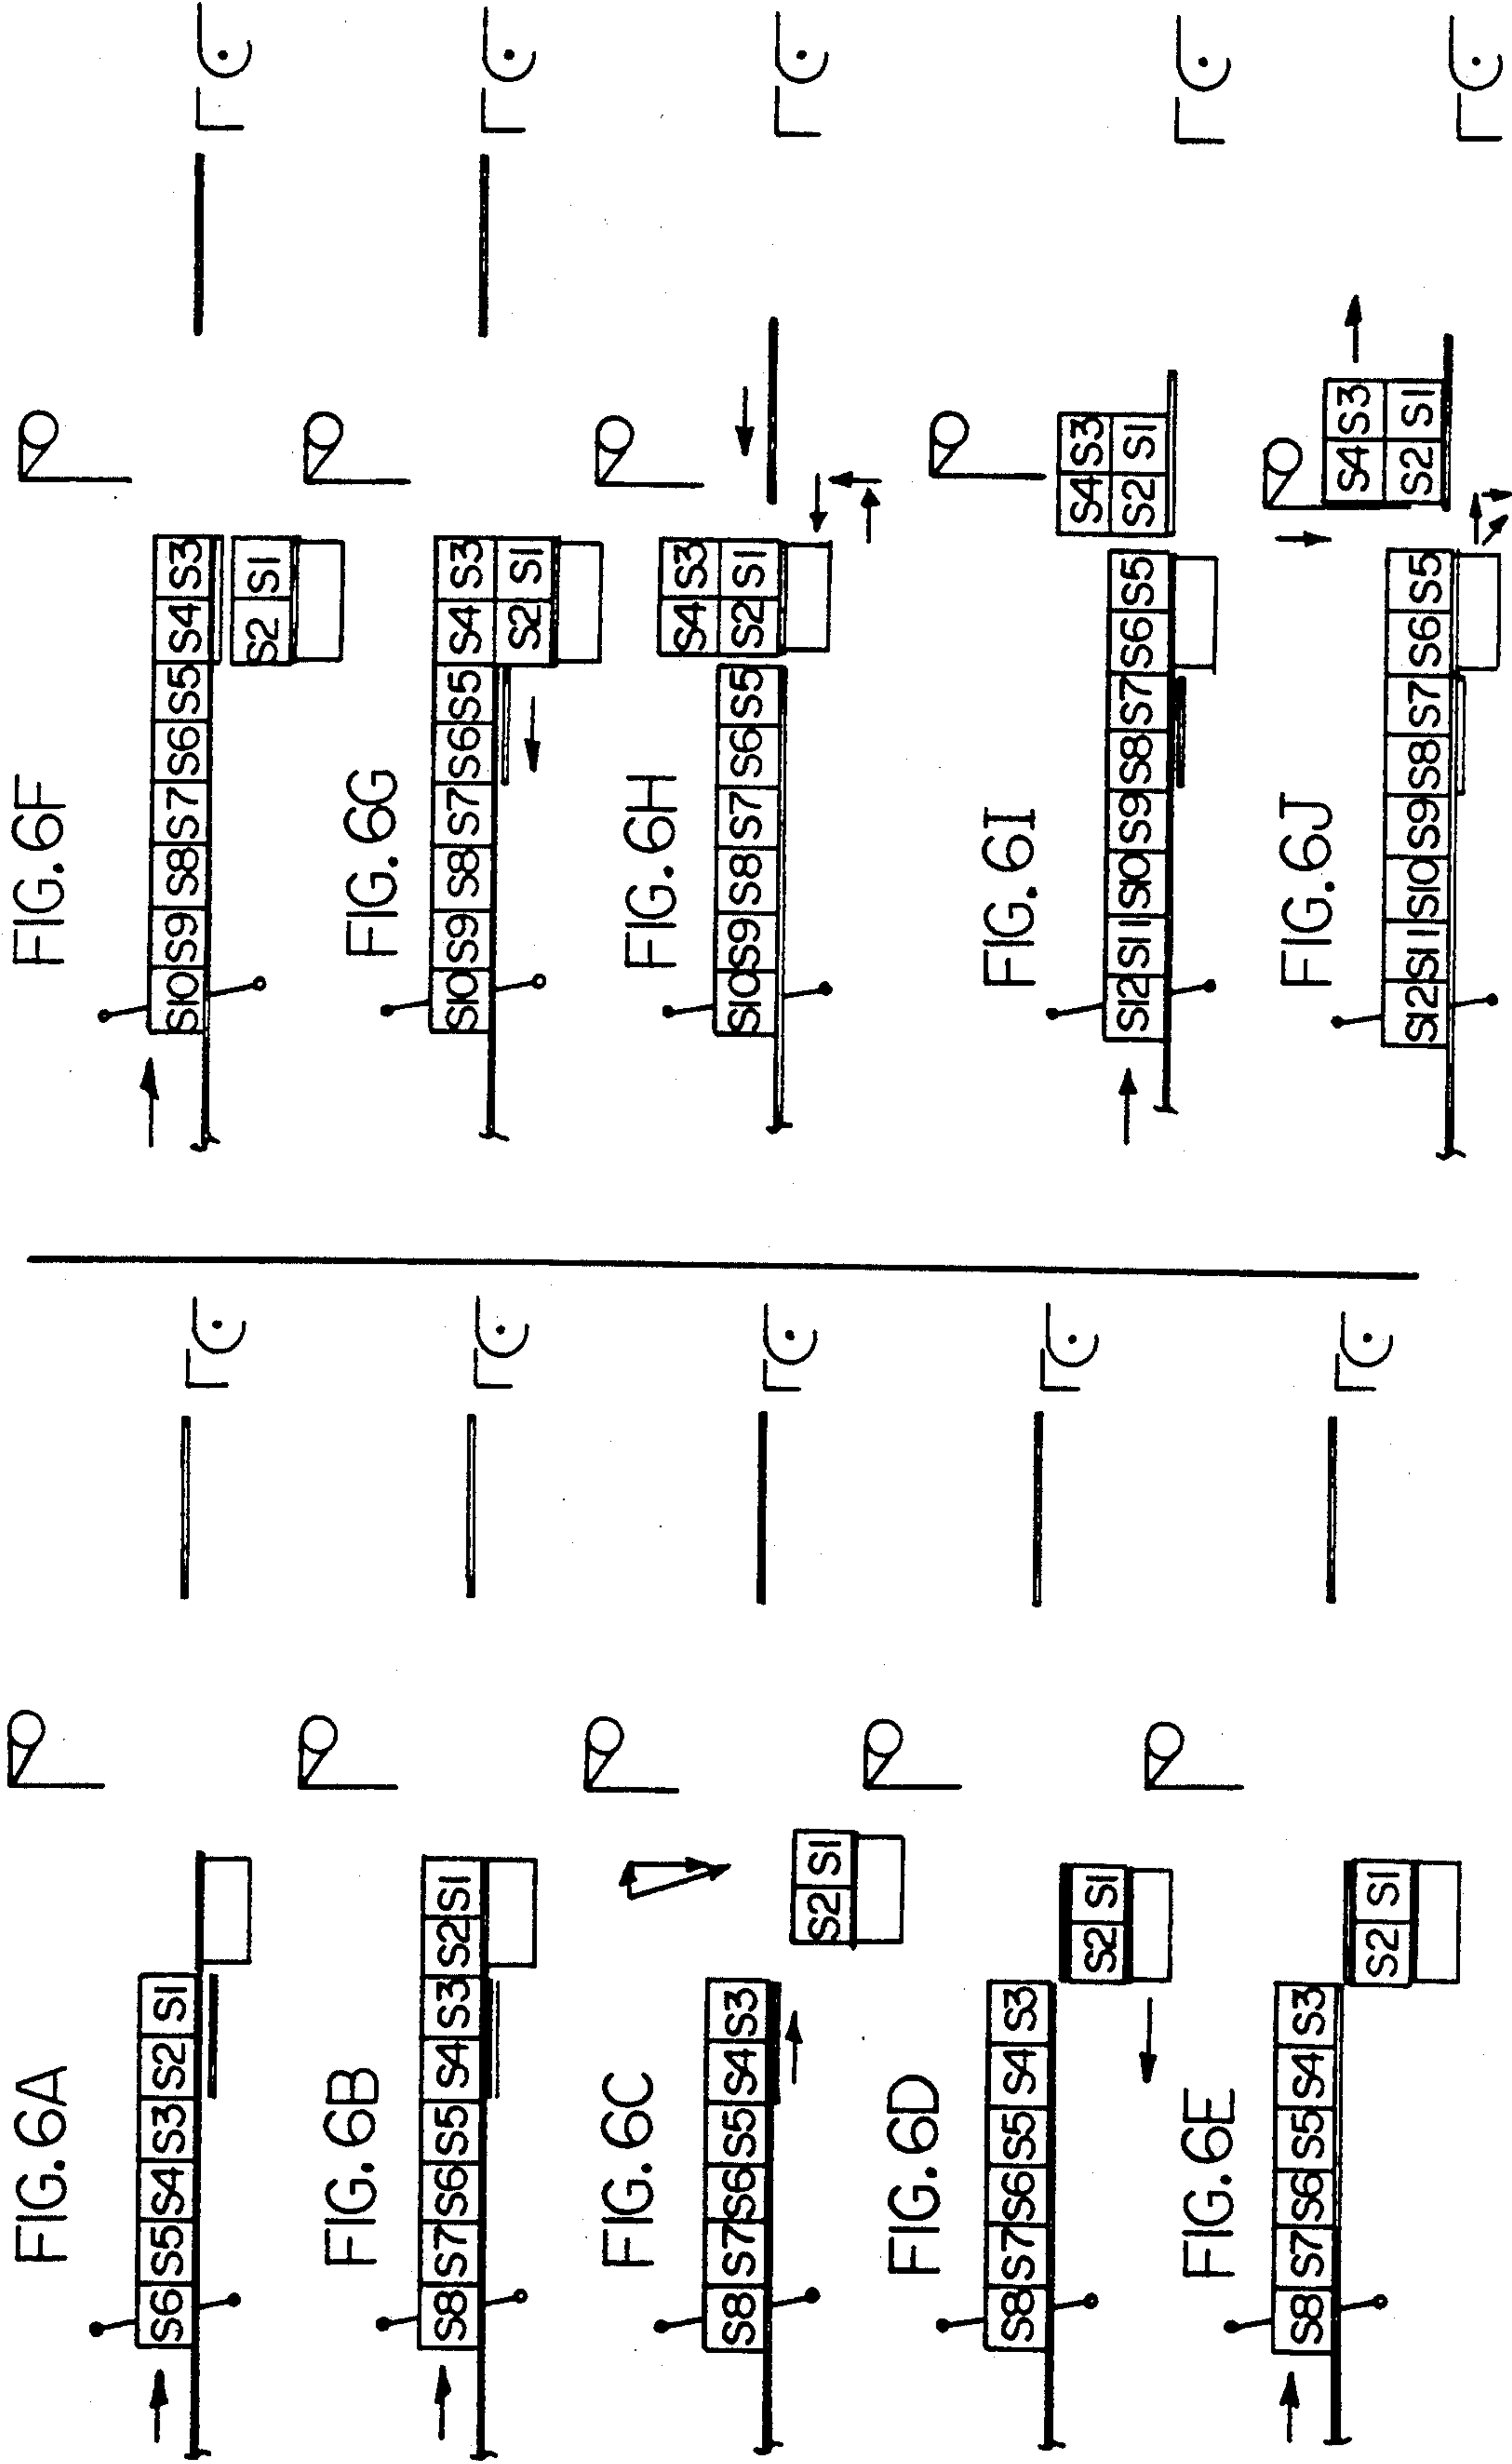 FIG.6A
S6 S5 S4 S3 S2 S1
FIG.6B
S8 S7 S6 S5 S4 S3 S2 S1
FIG.6C
S8 S7 S6 S5 S4 S3
S2 S1
FIG.6D
S8 S7 S6 S5 S4 S3
S2 S1
FIG.6E
S8 S7 S6 S5 S4 S3
S2 S1
FIG.6F
S10 S9 S8 S7 S6 S5 S4 S3
S2 S1
FIG.6G
S10 S9 S8 S7 S6 S5 S4 S3
S2 S1
FIG.6H
S4 S3
S10 S9 S8 S7 S6 S5 S2 S1
FIG.6I
S4 S3
S12 S11 S10 S9 S8 S7 S6 S5 S2 S1
FIG.6J
S4 S3
S12 S11 S10 S9 S8 S7 S6 S5 S2 S1